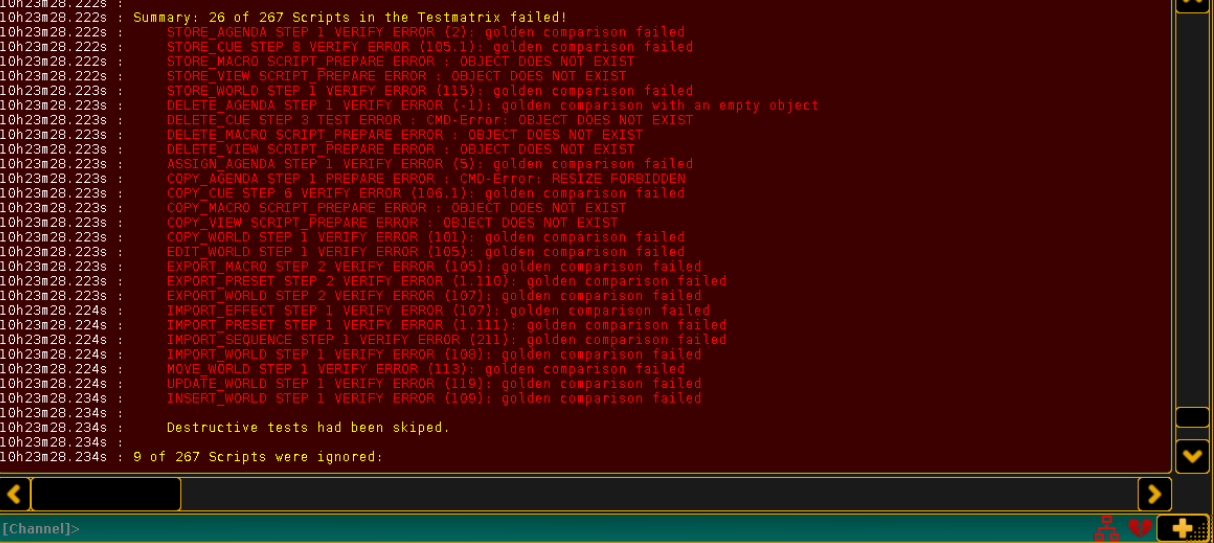 10h23m28.222s :
10h23m28.222s : Summary: 26 of 267 Scripts in the Testmatrix failed!
10h23m28.222s : STORE_AGENDA STEP 1 VERIFY ERROR (2): golden comparison failed
10h23m28.222s : STORE_CUE STEP 8 VERIFY ERROR (105.1): golden comparison failed
10h23m28.222s : STORE_MACRO SCRIPT_PREPARE ERROR : OBJECT DOES NOT EXIST
10h23m28.222s : STORE_VIEW SCRIPT_PREPARE ERROR : OBJECT DOES NOT EXIST
10h23m28.222s : STORE_WORLD STEP 1 VERIFY ERROR (115): golden comparison failed
10h23m28.223s : DELETE_AGENDA STEP 1 VERIFY ERROR (-1): golden comparison with an empty object
10h23m28.223s : DELETE_CUE STEP 3 TEST ERROR : CMD-Error: OBJECT DOES NOT EXIST
10h23m28.223s : DELETE_MACRO SCRIPT_PREPARE ERROR : OBJECT DOES NOT EXIST
10h23m28.223s : DELETE_VIEW SCRIPT_PREPARE ERROR : OBJECT DOES NOT EXIST
10h23m28.223s : ASSIGN_AGENDA STEP 1 VERIFY ERROR (5): golden comparison failed
10h23m28.223s : COPY_AGENDA STEP 1 PREPARE ERROR : CMD-Error: RESIZE FORBIDDEN
10h23m28.223s : COPY_CUE STEP 6 VERIFY ERROR (106.1): golden comparison failed
10h23m28.223s : COPY_MACRO SCRIPT_PREPARE ERROR : OBJECT DOES NOT EXIST
10h23m28.223s : COPY_VIEW SCRIPT_PREPARE ERROR : OBJECT DOES NOT EXIST
10h23m28.223s : COPY_WORLD STEP 1 VERIFY ERROR (101): golden comparison failed
10h23m28.223s : EDIT_WORLD STEP 1 VERIFY ERROR (105): golden comparison failed
10h23m28.223s : EXPORT_MACRO STEP 2 VERIFY ERROR (105): golden comparison failed
10h23m28.223s : EXPORT_PRESET STEP 2 VERIFY ERROR (1.110): golden comparison failed
10h23m28.223s : EXPORT_WORLD STEP 2 VERIFY ERROR (107): golden comparison failed
10h23m28.224s : IMPORT_EFFECT STEP 1 VERIFY ERROR (107): golden comparison failed
10h23m28.224s : IMPORT_PRESET STEP 1 VERIFY ERROR (1.111): golden comparison failed
10h23m28.224s : IMPORT_SEQUENCE STEP 1 VERIFY ERROR (211): golden comparison failed
10h23m28.224s : IMPORT_WORLD STEP 1 VERIFY ERROR (108): golden comparison failed
10h23m28.224s : MOVE_WORLD STEP 1 VERIFY ERROR (113): golden comparison failed
10h23m28.224s : UPDATE_WORLD STEP 1 VERIFY ERROR (119): golden comparison failed
10h23m28.234s : INSERT_WORLD STEP 1 VERIFY ERROR (109): golden comparison failed
10h23m28.234s :
10h23m28.234s : Destructive tests had been skiped.
10h23m28.234s :
10h23m28.234s : 9 of 267 Scripts were ignored:
[Channel]>